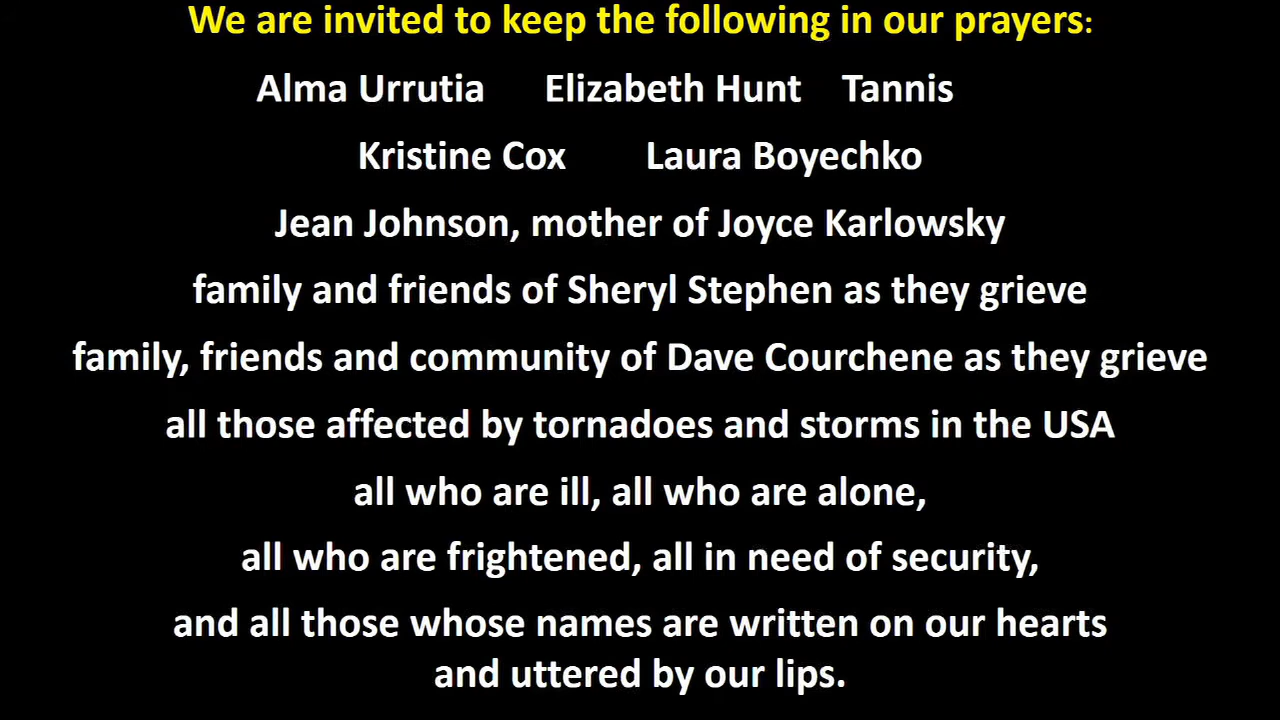 We are invited to keep the following in our prayers:
Alma Urrutia Elizabeth Hunt Tannis
Kristine Cox Laura Boyechko
Jean Johnson, mother of Joyce Karlowsky
family and friends of Sheryl Stephen as they grieve
family, friends and community of Dave Courchene as they grieve
all those affected by tornadoes and storms in the USA
all who are ill, all who are alone,
all who are frightened, all in need of security,
and all those whose names are written on our hearts
and uttered by our lips.